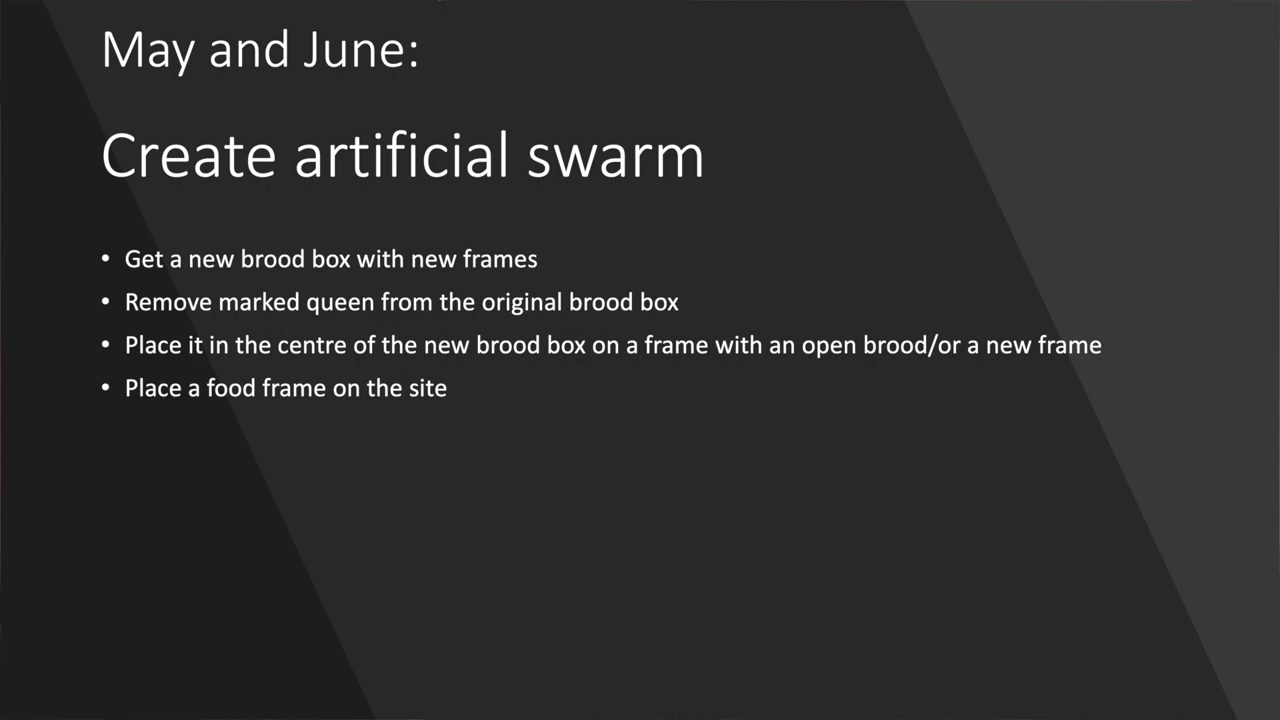 May and June:
Create artificial swarm
• Get a new brood box with new frames
• Remove marked queen from the original brood box
• Place it in the centre of the new brood box on a frame with an open brood/or a new frame
• Place a food frame on the site